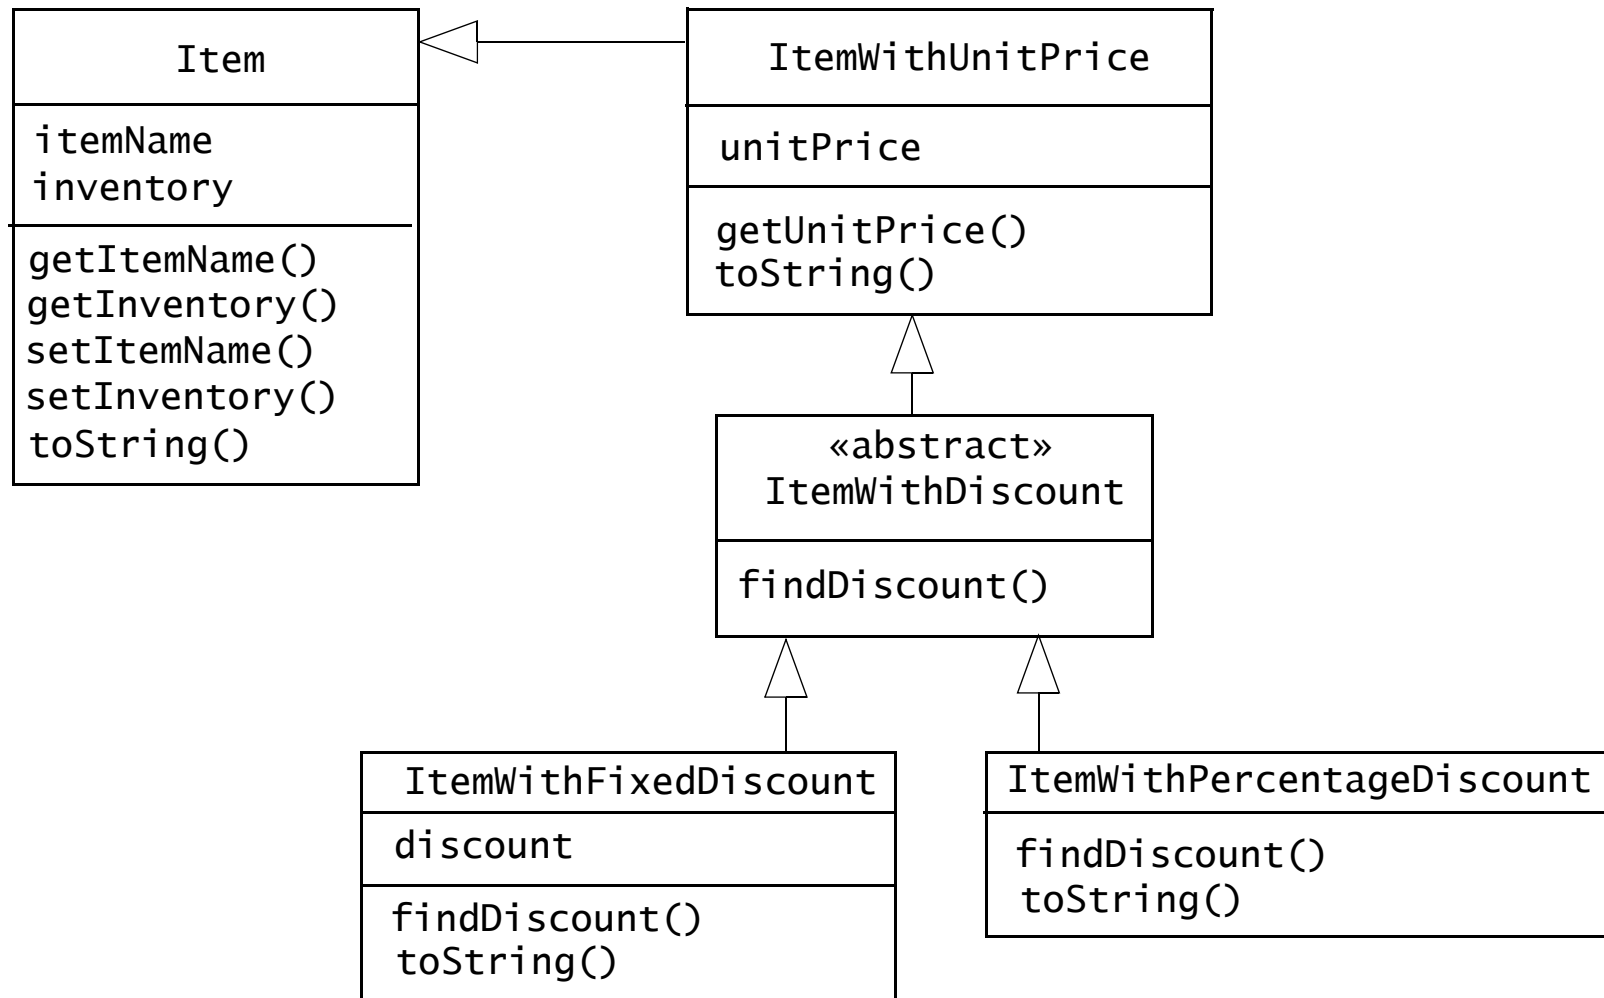 Item
itemName
inventory
getItemName()
getInventory()
setItemName()
setInventory()
toString()
ItemWithUnitPrice
unitPrice
getUnitPrice()
toString()
«abstract»
ItemWithDiscount
findDiscount()
ItemWithFixedDiscount
discount
findDiscount()
toString()
ItemWithPercentageDiscount
findDiscount()
toString()